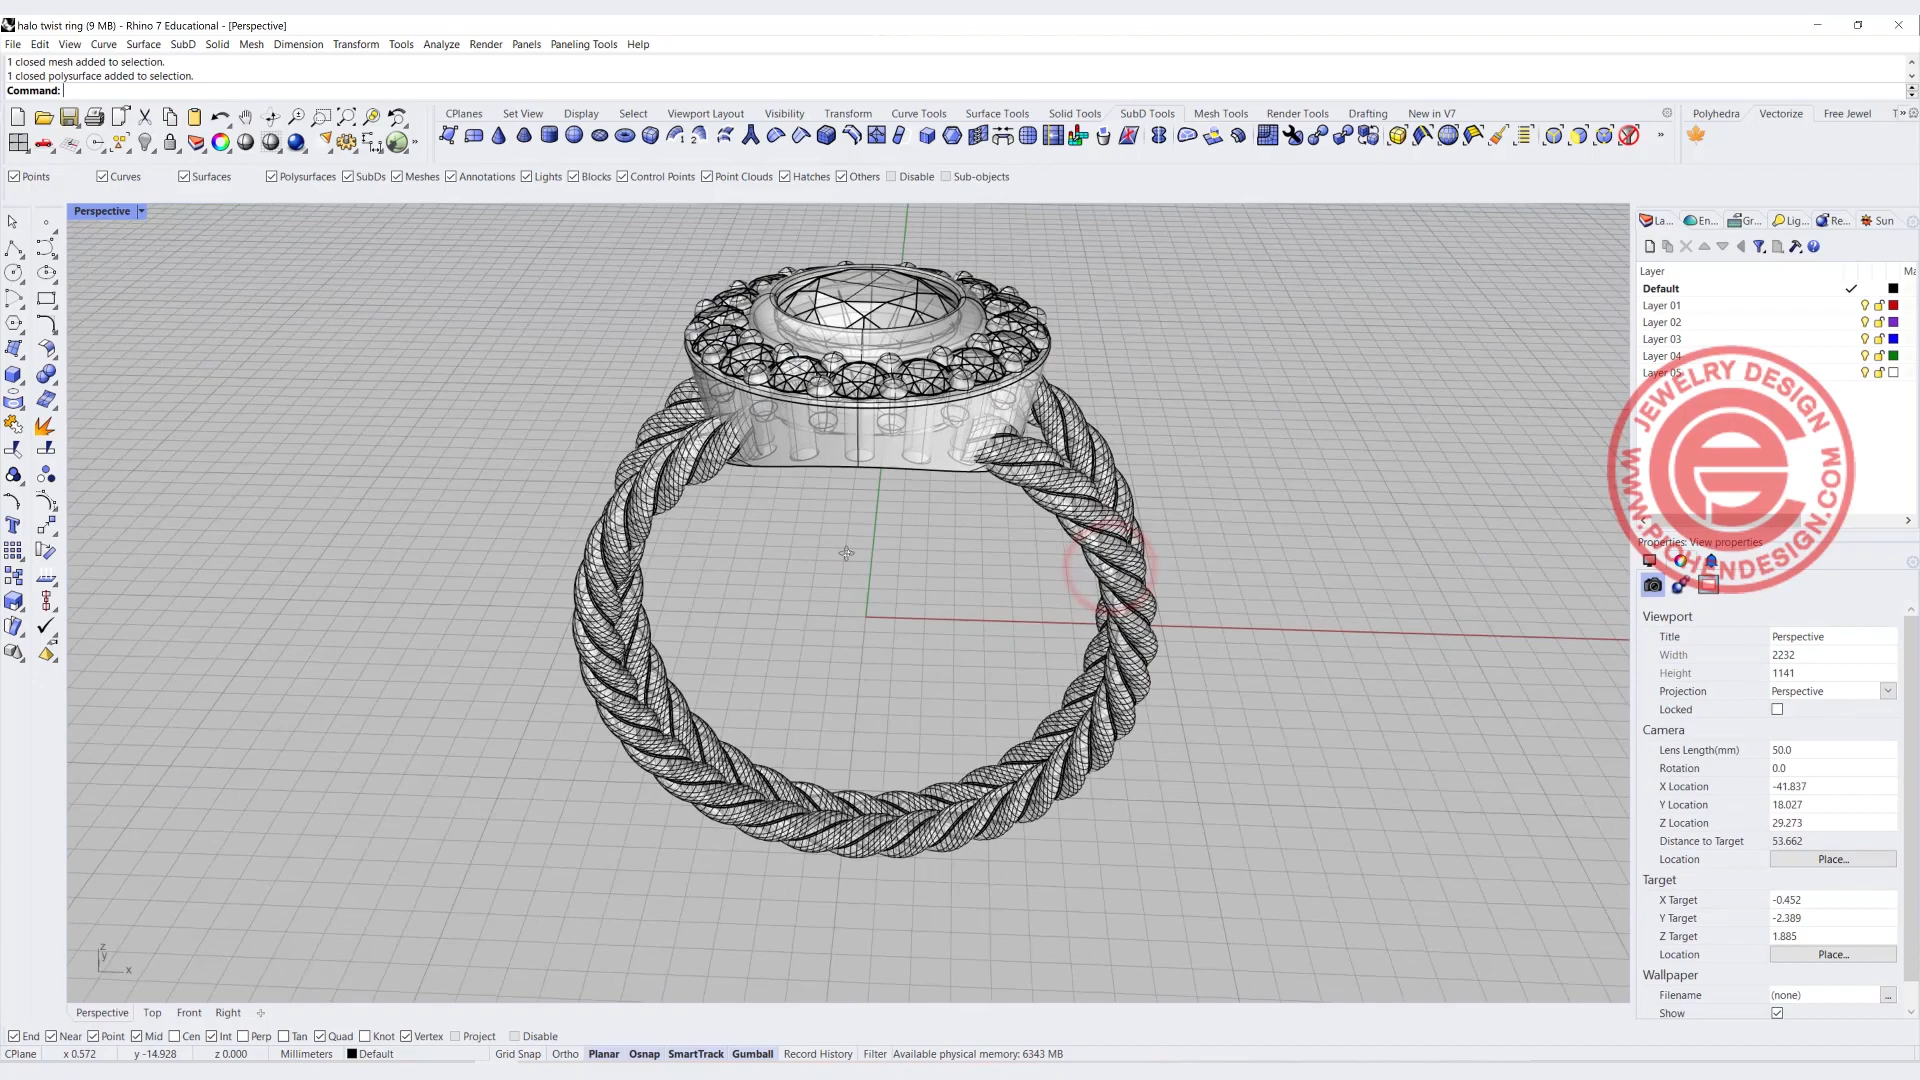 halo twist ring (9 MB) - Rhino 7 Educational - [Perspective]
File Edit View Curve Surface SubD Solid Mesh Dimension Transform Tools Analyze Render Panels Paneling Tools Help
1 closed mesh added to selection.
1 closed polysurface added to selection.
Command:
CPlanes Set View Display Select Viewport Layout Visibility Transform Curve Tools Surface Tools Solid Tools SubD Tools Mesh Tools Render Tools Drafting New in V7 Polyhedra Vectorize Free Jewel
Points Curves Surfaces Polysurfaces SubDs Meshes Annotations Lights Blocks Control Points Point Clouds Hatches Others Disable Sub-objects
Perspective
La... En... Gr... Lig... Re... Sun
Layer Ma
Default
Layer 01
Layer 02
Layer 03
Layer 04
Layer 05
JEWELRY DESIGN
Properties: View properties
Viewport
Title Perspective
Width 2232
Height 1141
Projection Perspective
Locked
Camera
Lens Length(mm) 50.0
Rotation 0.0
X Location -41.837
Y Location 18.027
Z Location 29.273
Distance to Target 53.662
Location Place...
Target
X Target -0.452
Y Target -2.389
Z Target 1.885
Location Place...
Wallpaper
Filename (none) ...
Show
z
y
x
Perspective Top Front Right
End Near Point Mid Cen Int Perp Tan Quad Knot Vertex Project Disable
CPlane x 0.572 y -14.928 z 0.000 Millimeters Default Grid Snap Ortho Planar Osnap SmartTrack Gumball Record History Filter Available physical memory: 6343 MB